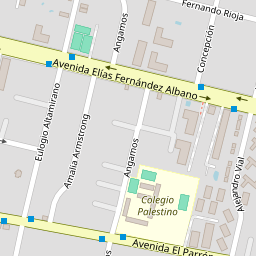 Fernando Rioja
Angamos
Concepción
Avenida Elías Fernández Albano
Eulogio Altamirano
Amalia Armstrong
Angamos
Alejandro Vial
Colegio
Palestino
Avenida El Parrón